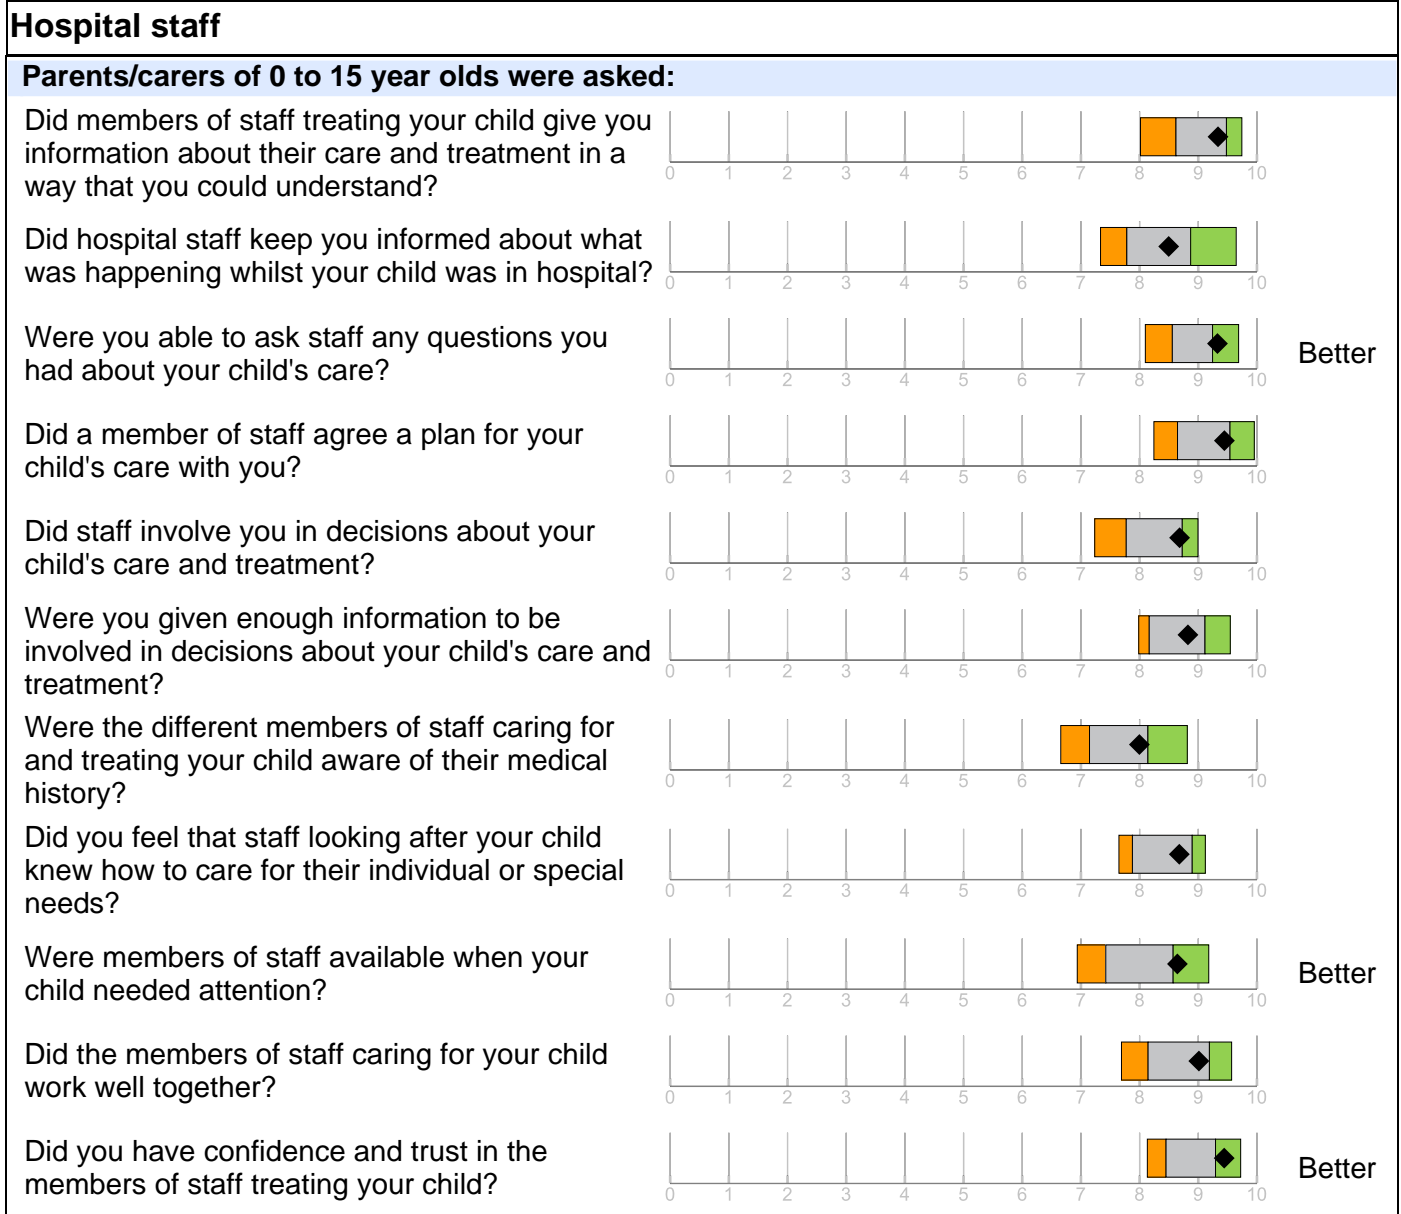 Hospital staff
Parents/carers of 0 to 15 year olds were asked:
Did members of staff treating your child give you
information about their care and treatment in a
way that you could understand?
0 1 2 3 4 5 6 7 8 9 10
Did hospital staff keep you informed about what
was happening whilst your child was in hospital?
0 1 2 3 4 5 6 7 8 9 10
Were you able to ask staff any questions you
had about your child's care?
0 1 2 3 4 5 6 7 8 9 10
Better
Did a member of staff agree a plan for your
child's care with you?
0 1 2 3 4 5 6 7 8 9 10
Did staff involve you in decisions about your
child's care and treatment?
0 1 2 3 4 5 6 7 8 9 10
Were you given enough information to be
involved in decisions about your child's care and
treatment?
0 1 2 3 4 5 6 7 8 9 10
Were the different members of staff caring for
and treating your child aware of their medical
history?
0 1 2 3 4 5 6 7 8 9 10
Did you feel that staff looking after your child
knew how to care for their individual or special
needs?
0 1 2 3 4 5 6 7 8 9 10
Were members of staff available when your
child needed attention?
0 1 2 3 4 5 6 7 8 9 10
Better
Did the members of staff caring for your child
work well together?
0 1 2 3 4 5 6 7 8 9 10
Did you have confidence and trust in the
members of staff treating your child?
0 1 2 3 4 5 6 7 8 9 10
Better